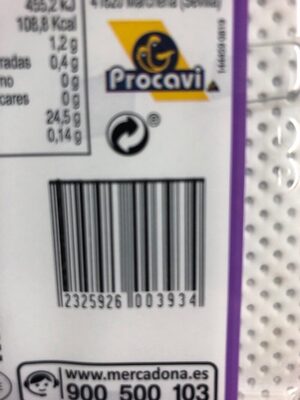 455,2 kJ
108,8 Kcal
1,2 g
radas 0,4 g
no 0 g
cares 0 g
24,5 g
0,14 g
41620 Marchena (Sevilla)
Procavi
®
2325926 003934
www.mercadona.es
900 500 103